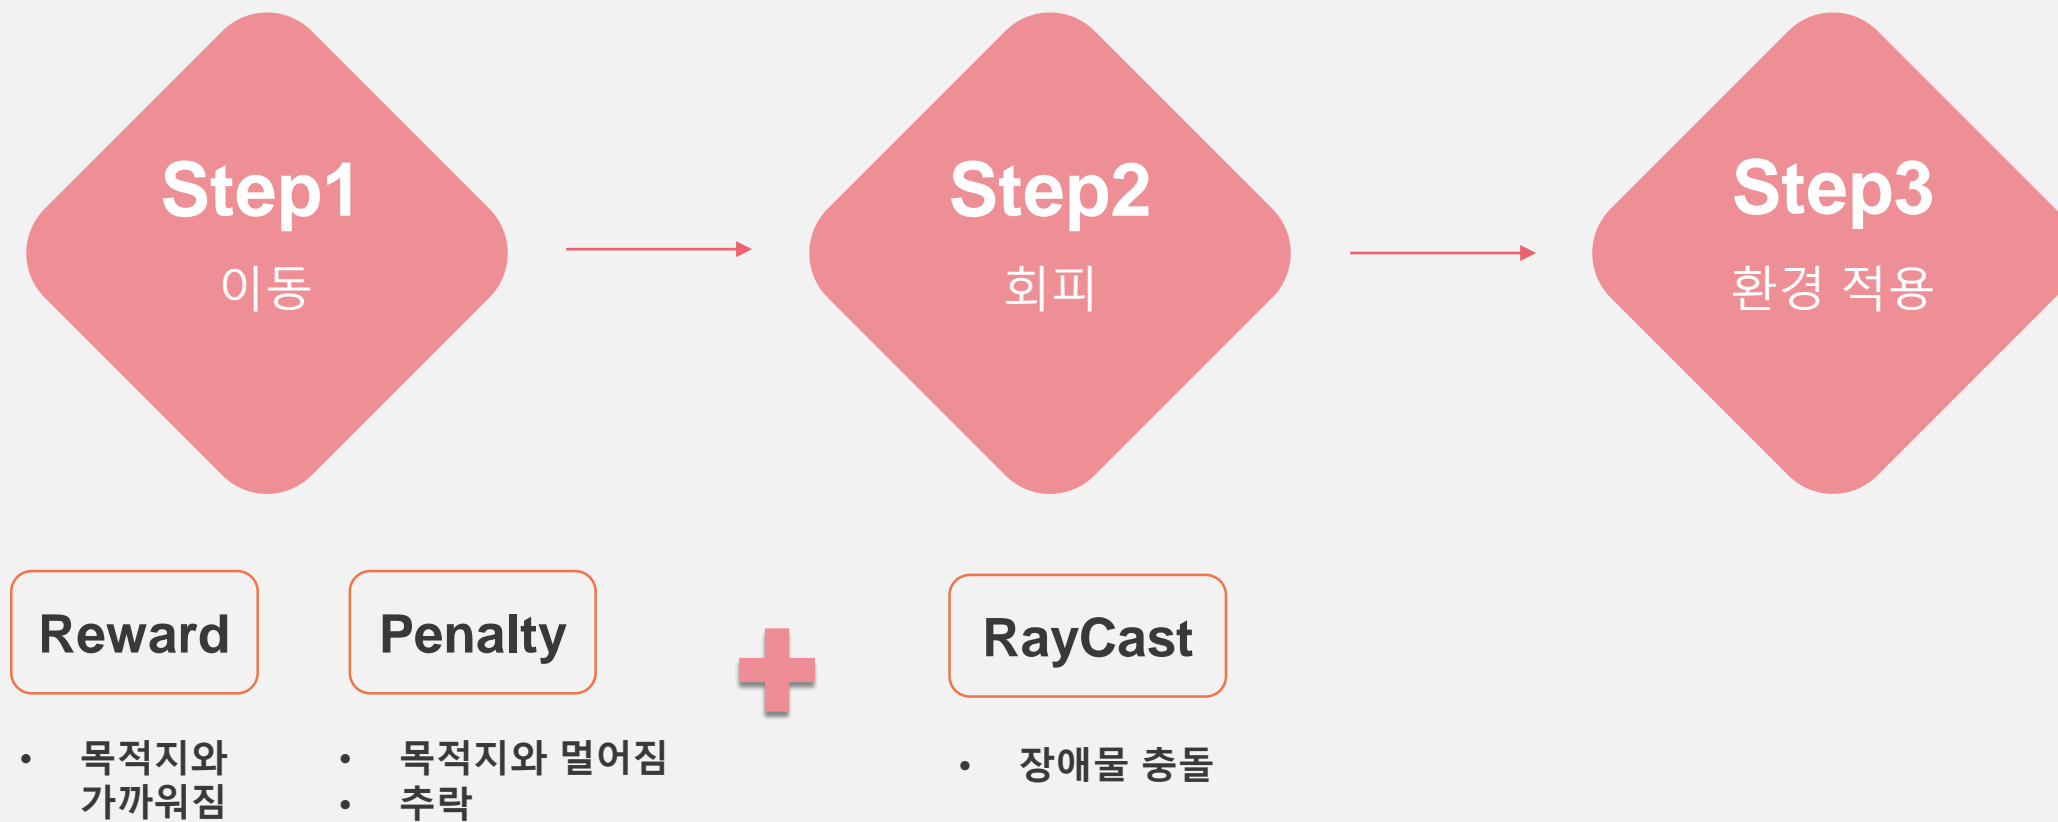 Step1
이동
Step2
회피
Step3
환경 적용
Reward
• 목적지와
가까워짐
Penalty
• 목적지와 멀어짐
• 추락
RayCast
• 장애물 충돌